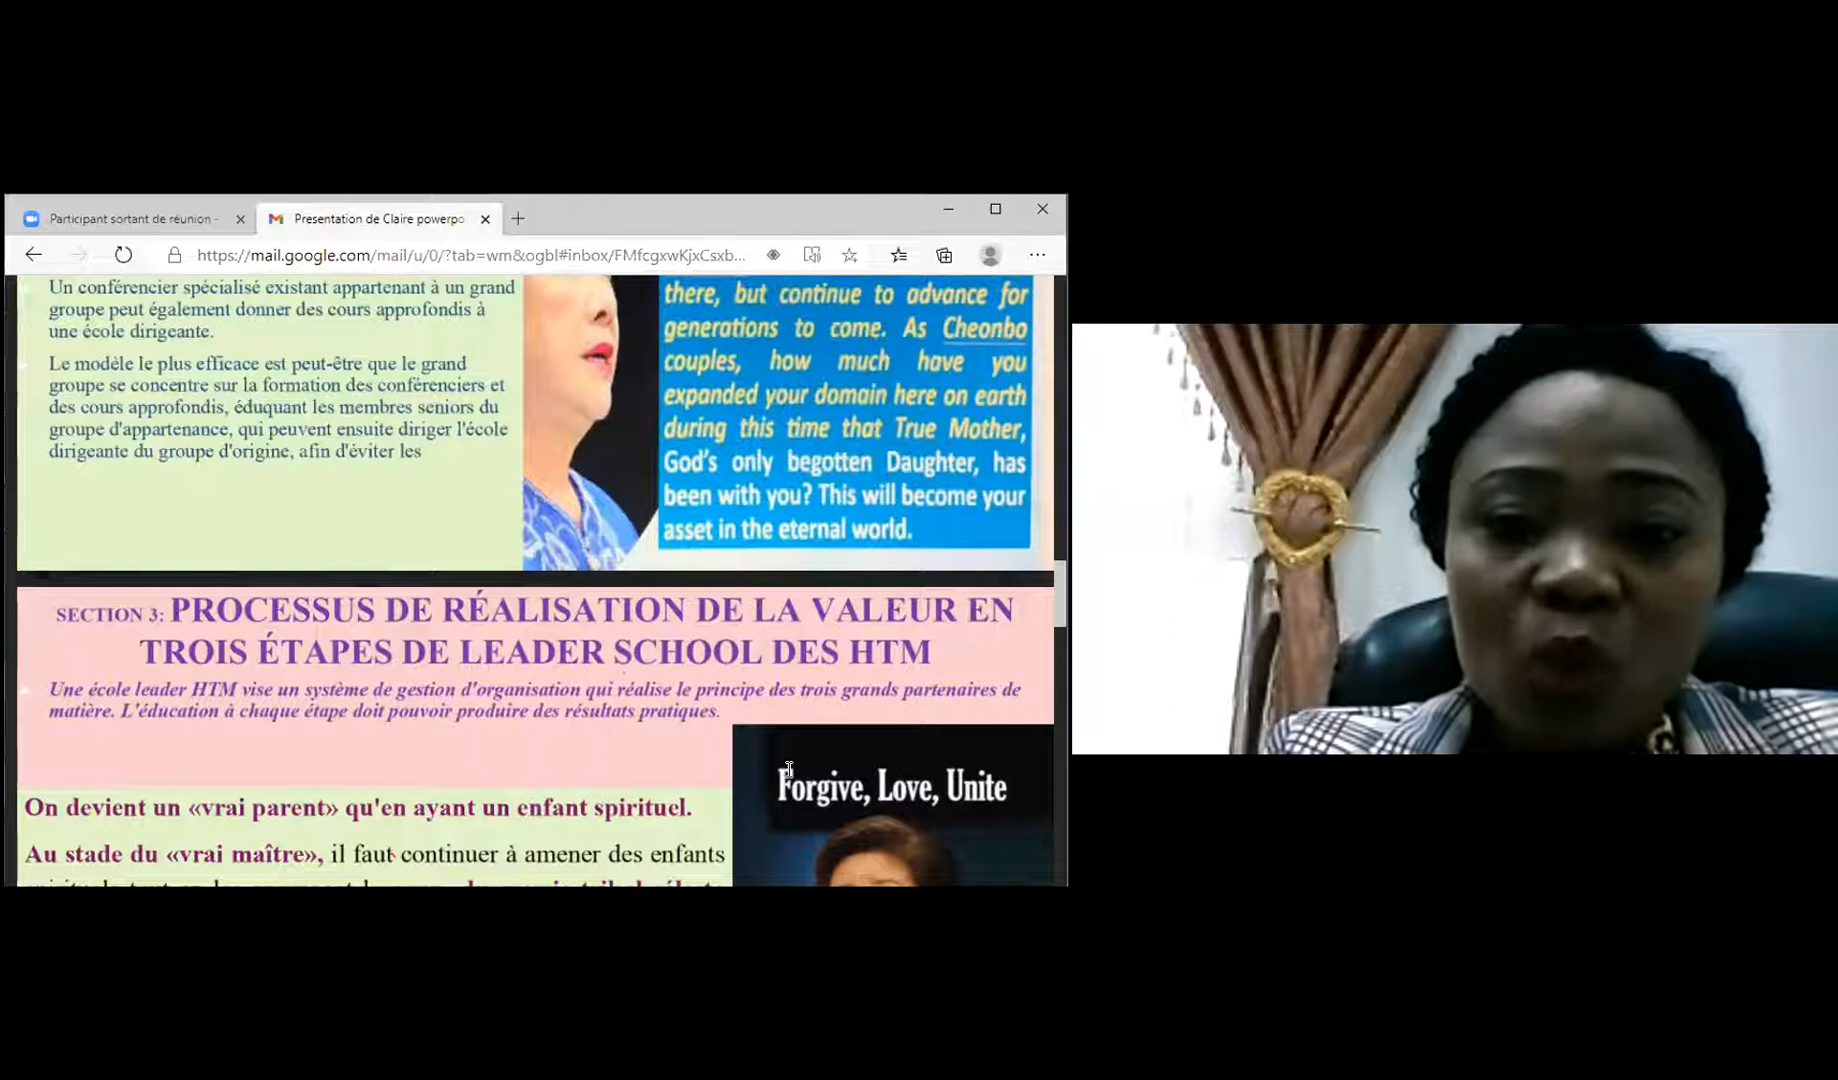 Participant sortant de réunion -
Presentation de Claire powerpo
https://mail.google.com/mail/u/0/?tab=wm&ogbl#inbox/FMfcgxwKjxCsxb...
Un conférencier spécialisé existant appartenant à un grand
groupe peut également donner des cours approfondis à
une école dirigeante.
Le modèle le plus efficace est peut-être que le grand
groupe se concentre sur la formation des conférenciers et
des cours approfondis, éduquant les membres seniors du
groupe d'appartenance, qui peuvent ensuite diriger l'école
dirigeante du groupe d'origine, afin d'éviter les
there, but continue to advance for
generations to come. As Cheonbo
couples, how much have you
expanded your domain here on earth
during this time that True Mother,
God's only begotten Daughter, has
been with you? This will become your
asset in the eternal world.
SECTION 3: PROCESSUS DE RÉALISATION DE LA VALEUR EN
TROIS ÉTAPES DE LEADER SCHOOL DES HTM
Une école leader HTM vise un système de gestion d'organisation qui réalise le principe des trois grands partenaires de
matière. L'éducation à chaque étape doit pouvoir produire des résultats pratiques.
Forgive, Love, Unite
On devient un «vrai parent» qu'en ayant un enfant spirituel.
Au stade du «vrai maître», il faut continuer à amener des enfants